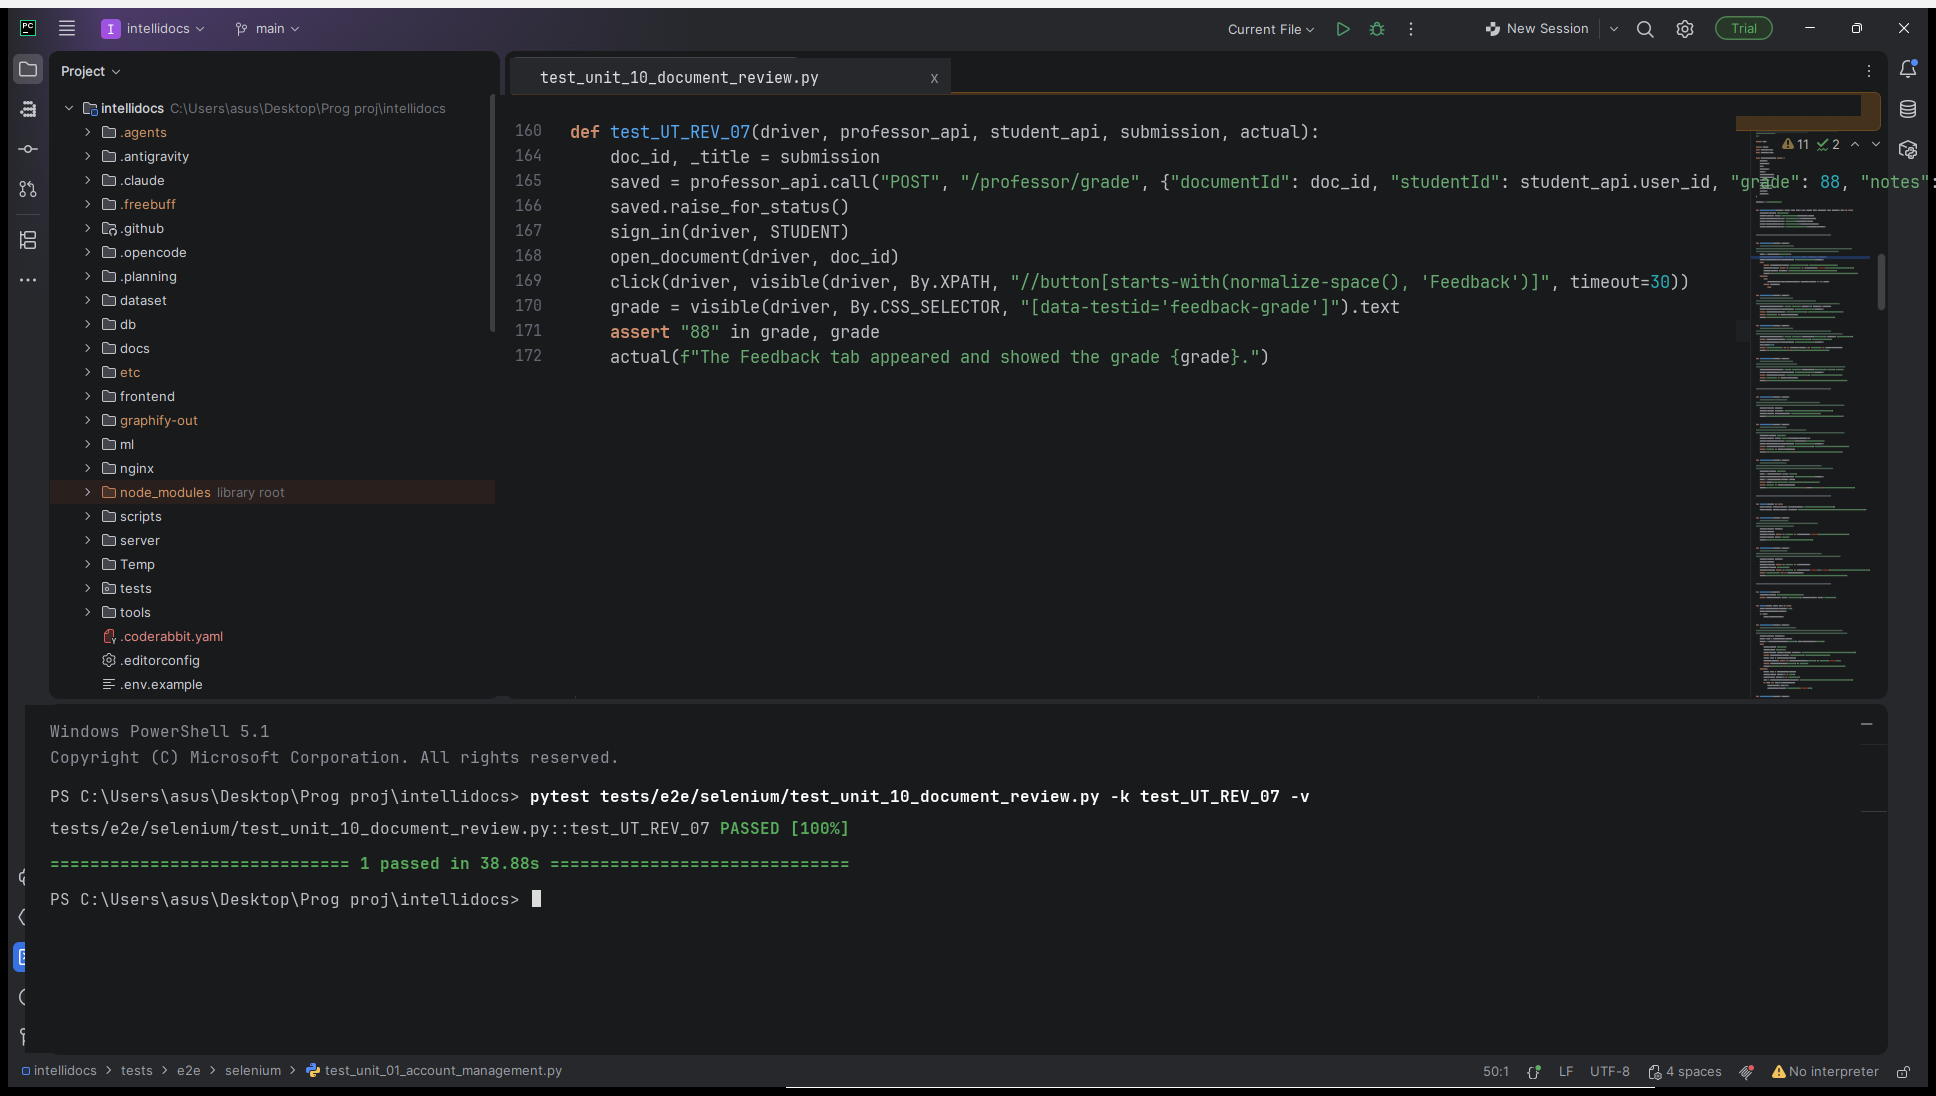 PC
I intellidocs main Current File New Session Trial
Project
test_unit_10_document_review.py x
intellidocs C:\Users\asus\Desktop\Prog proj\intellidocs
.agents
.antigravity
.claude
.freebuff
.github
.opencode
.planning
dataset
db
docs
etc
frontend
graphify-out
ml
nginx
node_modules library root
scripts
server
Temp
tests
tools
.coderabbit.yaml
.editorconfig
.env.example
11 2
160 def test_UT_REV_07(driver, professor_api, student_api, submission, actual):
164 doc_id, _title = submission
165 saved = professor_api.call("POST", "/professor/grade", {"documentId": doc_id, "studentId": student_api.user_id, "grade": 88, "notes":
166 saved.raise_for_status()
167 sign_in(driver, STUDENT)
168 open_document(driver, doc_id)
169 click(driver, visible(driver, By.XPATH, "//button[starts-with(normalize-space(), 'Feedback')]", timeout=30))
170 grade = visible(driver, By.CSS_SELECTOR, "[data-testid='feedback-grade']").text
171 assert "88" in grade, grade
172 actual(f"The Feedback tab appeared and showed the grade {grade}.")
Windows PowerShell 5.1
Copyright (C) Microsoft Corporation. All rights reserved.
PS C:\Users\asus\Desktop\Prog proj\intellidocs> pytest tests/e2e/selenium/test_unit_10_document_review.py -k test_UT_REV_07 -v
tests/e2e/selenium/test_unit_10_document_review.py::test_UT_REV_07 PASSED [100%]
============================== 1 passed in 38.88s ==============================
PS C:\Users\asus\Desktop\Prog proj\intellidocs>
intellidocs > tests > e2e > selenium > test_unit_01_account_management.py 50:1 LF UTF-8 4 spaces No interpreter